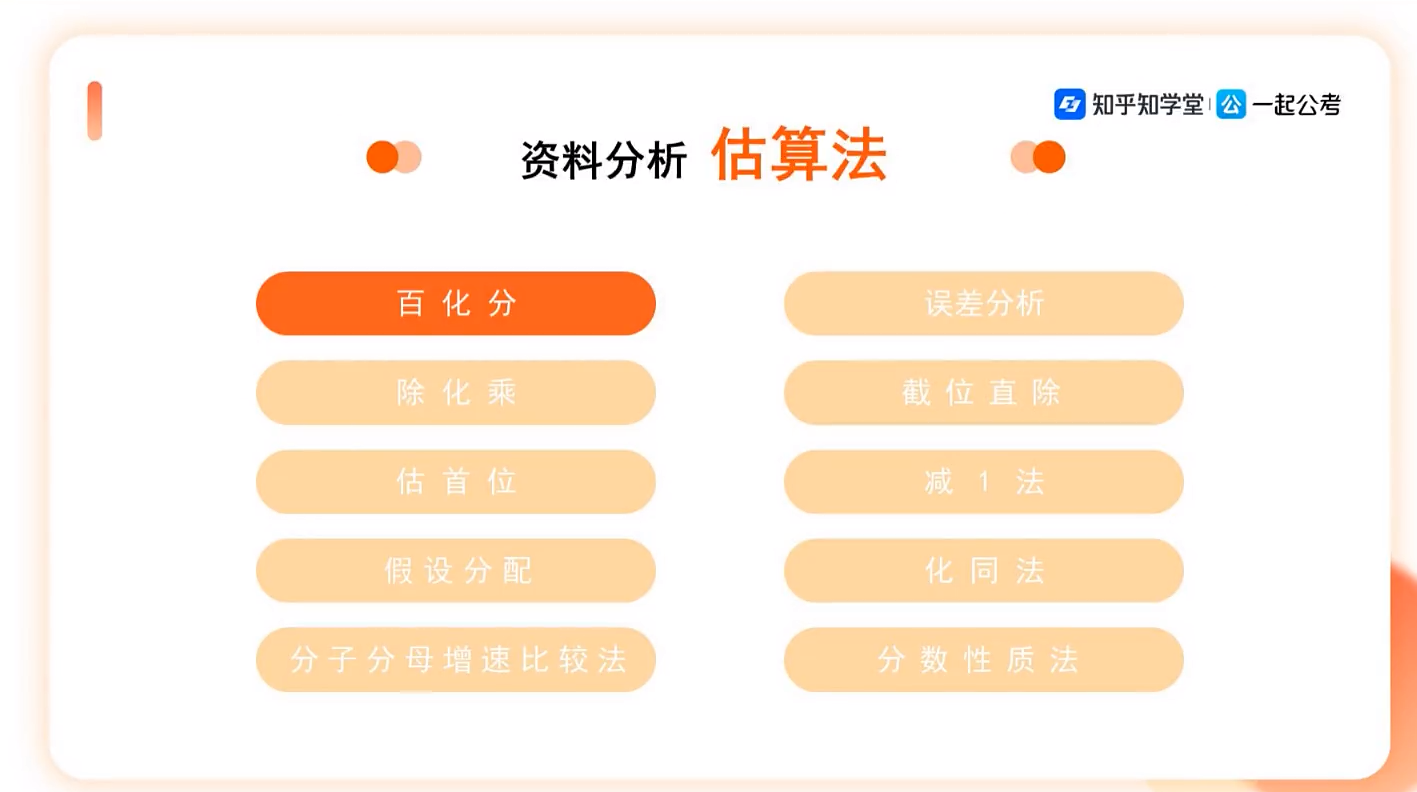 知乎知学堂 | 公 一起公考
资料分析 估算法
百化分
误差分析
除化乘
截位直除
估首位
减1法
假设分配
化同法
分子分母增速比较法
分数性质法